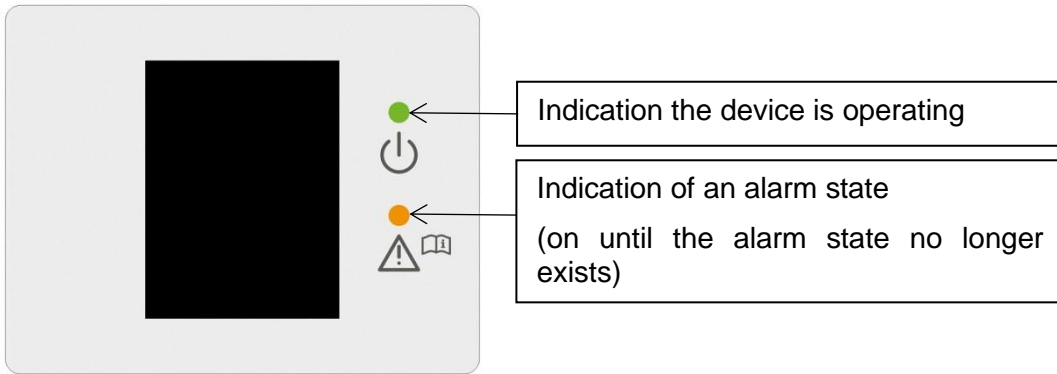 Indication the device is operating
Indication of an alarm state
(on until the alarm state no longer
exists)